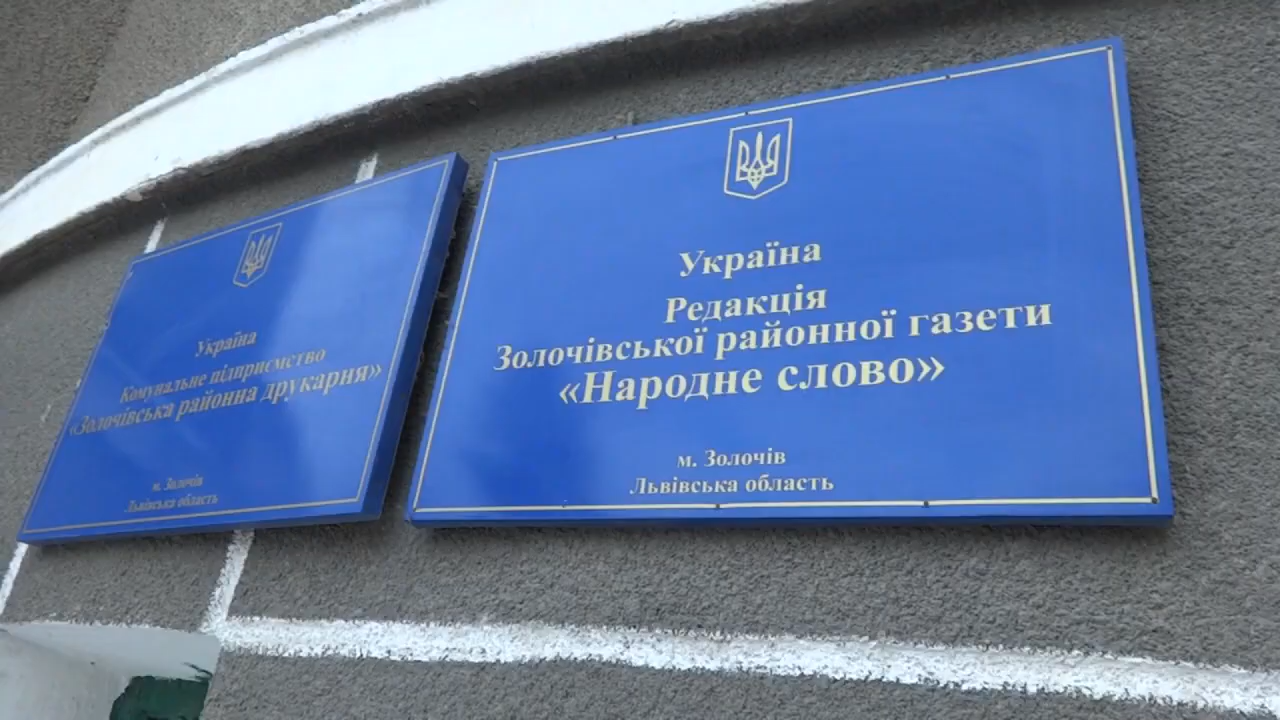 Україна
Комунальне підприємство
«Золочівська районна друкарня»
м. Золочів
Львівська область
Україна
Редакція
Золочівської районної газети
«Народне слово»
м. Золочів
Львівська область